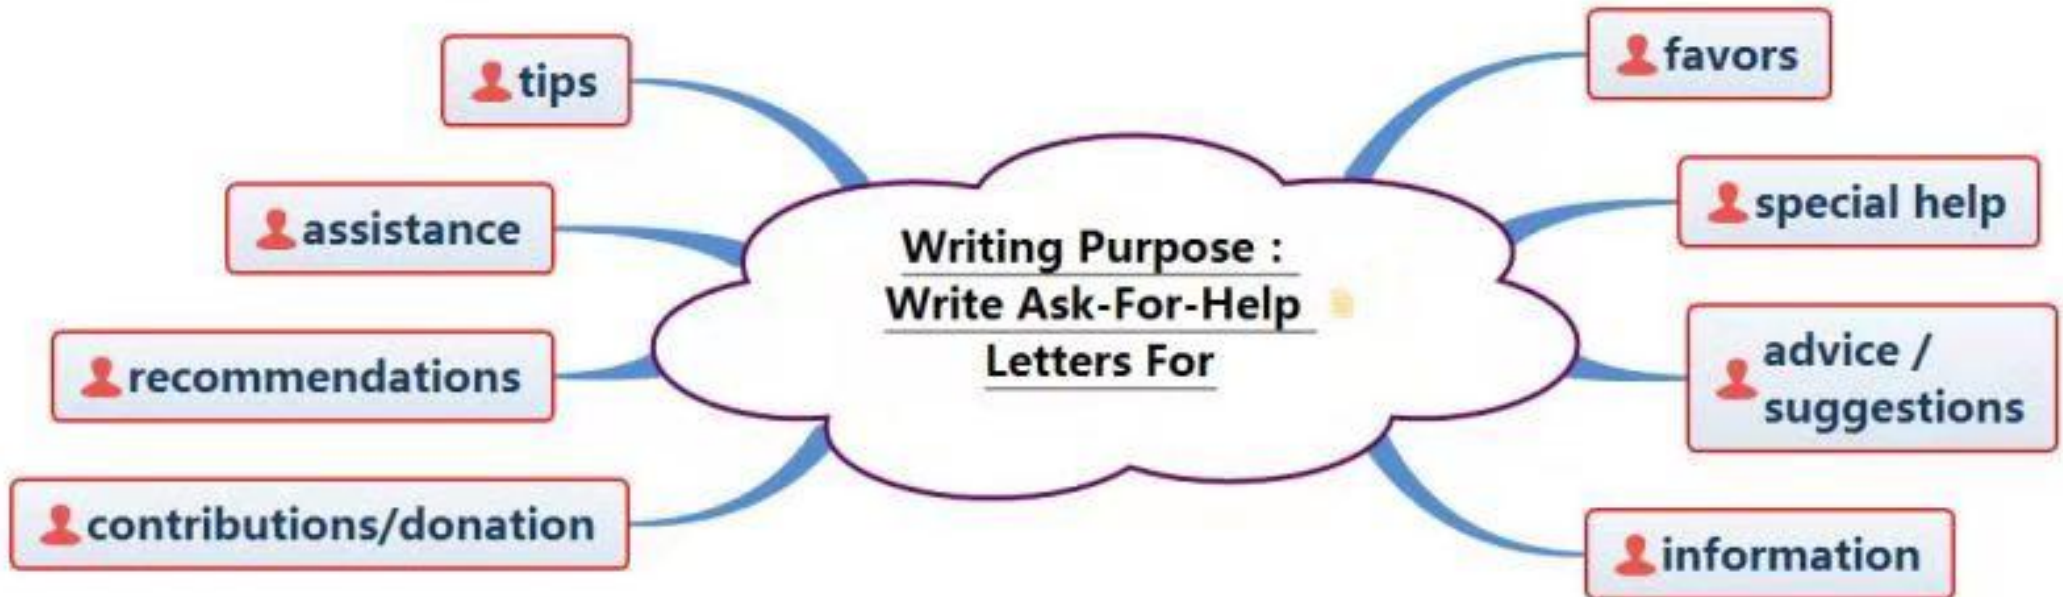 Writing Purpose :
Write Ask-For-Help
Letters For
tips
assistance
recommendations
contributions/donation
favors
special help
advice /
suggestions
information